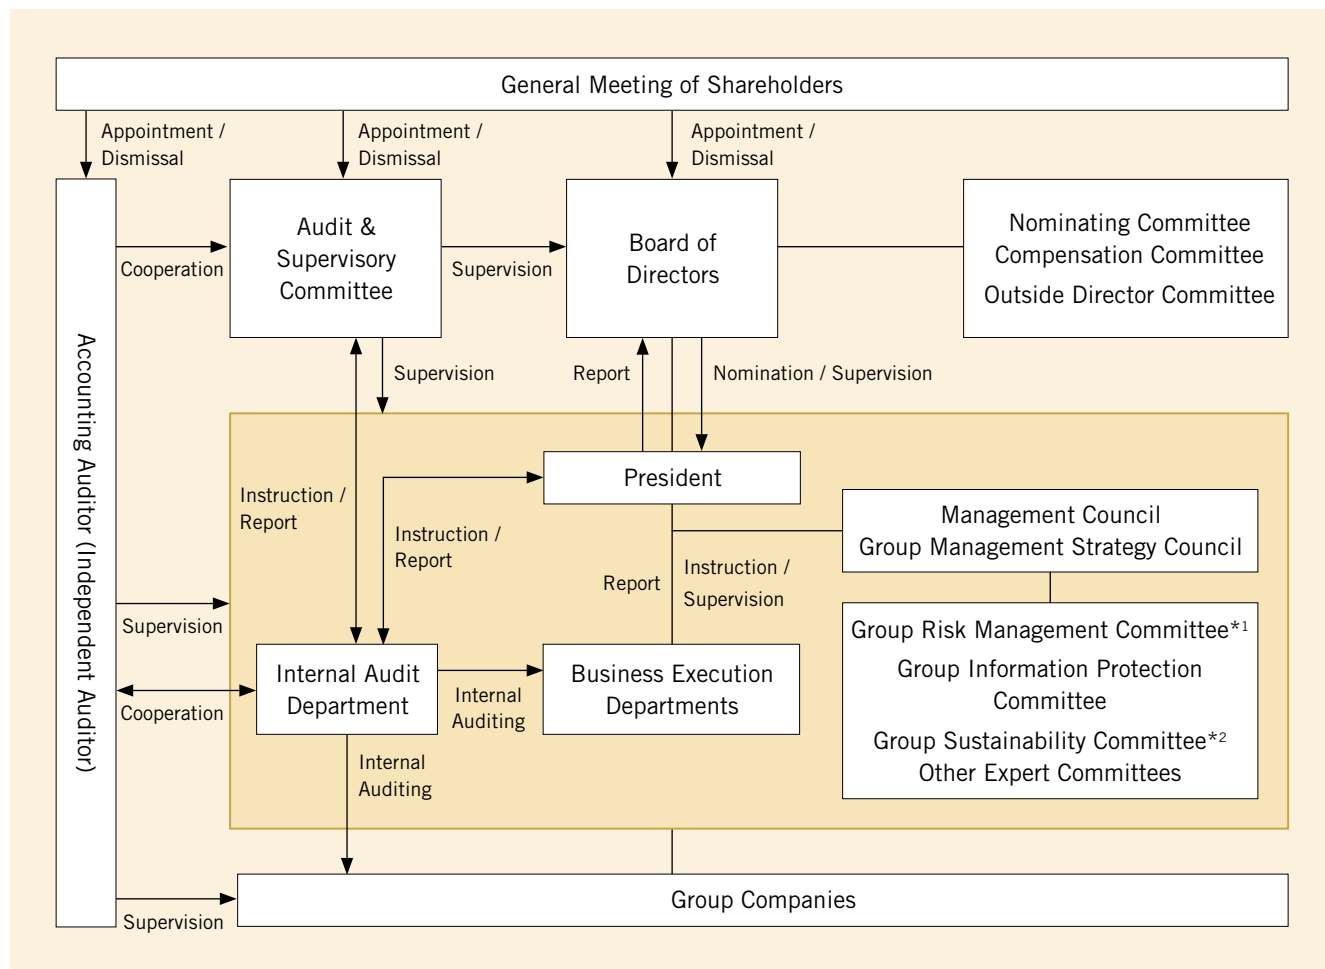 General Meeting of Shareholders
Appointment /
Dismissal
Appointment /
Dismissal
Appointment /
Dismissal
Accounting Auditor (Independent Auditor)
Audit &
Supervisory
Committee
Board of
Directors
Nominating Committee
Compensation Committee
Outside Director Committee
Cooperation
Supervision
Supervision
Report
Nomination / Supervision
President
Instruction /
Report
Instruction /
Report
Management Council
Group Management Strategy Council
Report
Instruction /
Supervision
Supervision
Group Risk Management Committee*1
Group Information Protection
Committee
Group Sustainability Committee*2
Other Expert Committees
Internal Audit
Department
Business Execution
Departments
Cooperation
Internal
Auditing
Internal
Auditing
Group Companies
Supervision